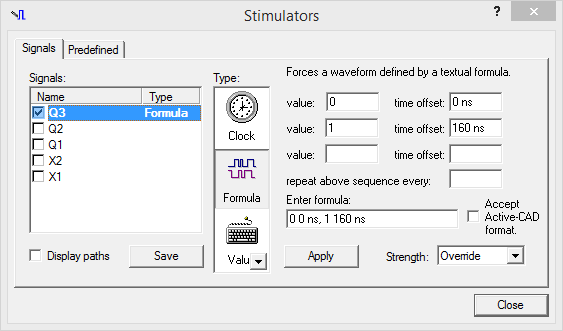 Stimulators
?
Signals Predefined
Signals:
Name Type
Q3 Formula
Q2
Q1
X2
X1
Display paths
Save
Type:
Clock
Formula
Valu
Forces a waveform defined by a textual formula.
value: 0 time offset: 0 ns
value: 1 time offset: 160 ns
value: time offset:
repeat above sequence every:
Enter formula:
0 0 ns, 1 160 ns
Accept
Active-CAD
format.
Apply
Strength: Override
Close